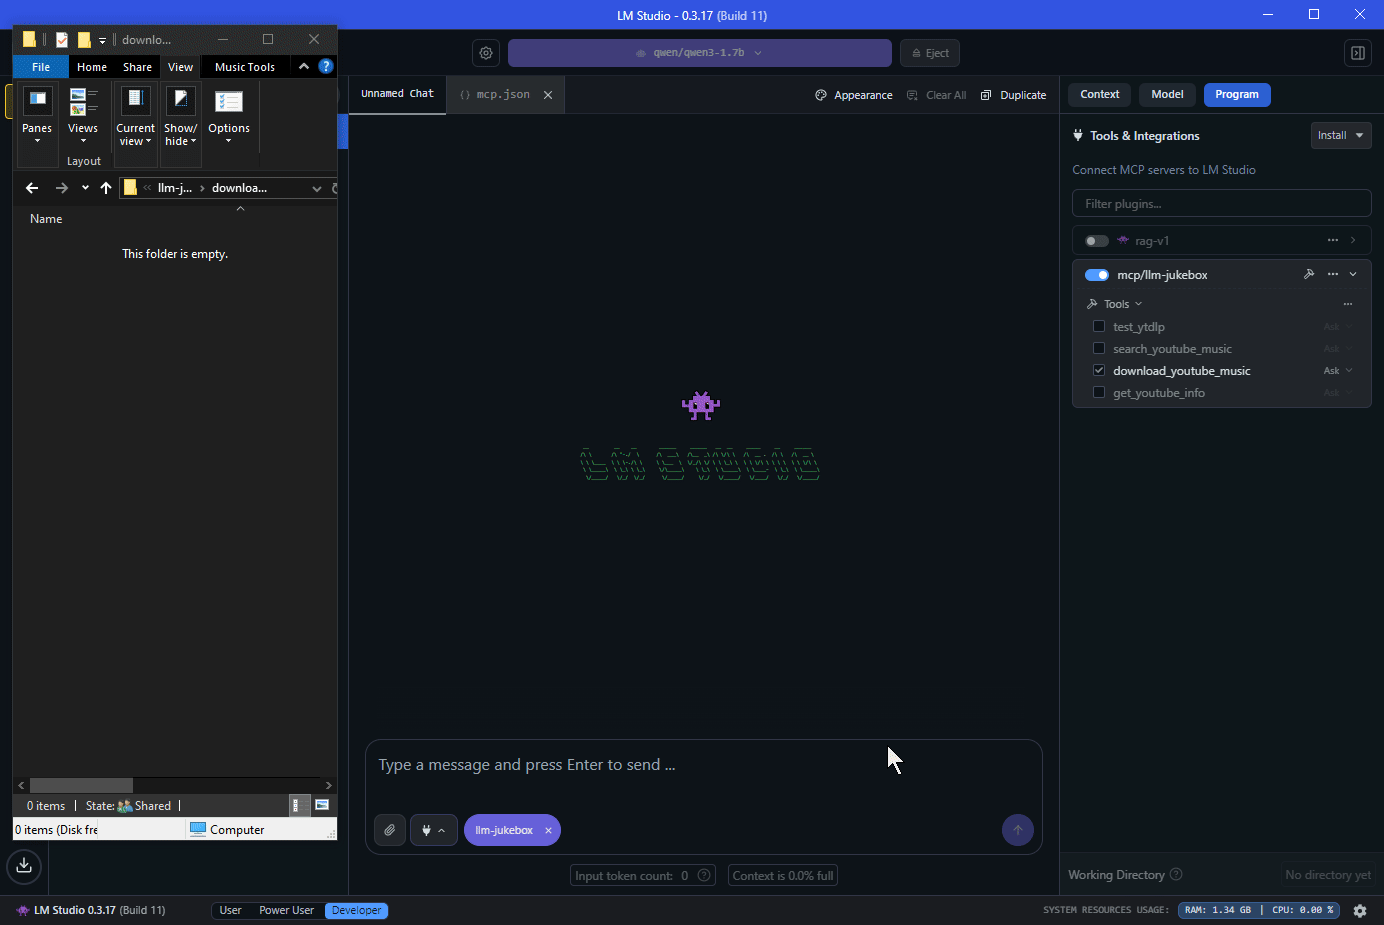 LM Studio - 0.3.17 (Build 11)
downlo...
File Home Share View Music Tools
Panes
Views
Current view
Show/ hide
Options
Layout
llm-j... downloa...
Name
This folder is empty.
0 items State: Shared
0 items (Disk fre Computer
qwen/qwen3-1.7b
Eject
Unnamed Chat
{} mcp.json
Appearance Clear All Duplicate
LM STUDIO
Type a message and press Enter to send ...
llm-jukebox
Input token count: 0
Context is 0.0% full
Context Model Program
Tools & Integrations Install
Connect MCP servers to LM Studio
Filter plugins...
rag-v1
mcp/llm-jukebox
Tools
test_ytdlp Ask
search_youtube_music Ask
download_youtube_music Ask
get_youtube_info Ask
Working Directory No directory yet
LM Studio 0.3.17 (Build 11)
User Power User Developer
SYSTEM RESOURCES USAGE: RAM: 1.34 GB | CPU: 0.00 %